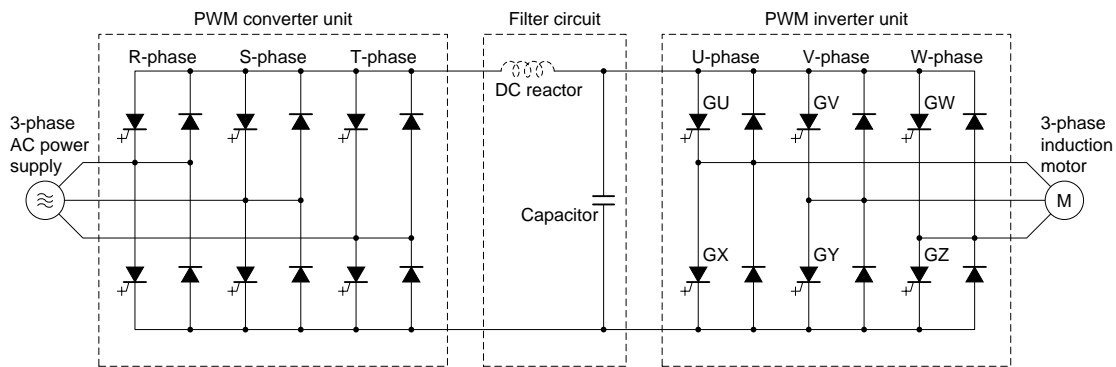 PWM converter unit
Filter circuit
PWM inverter unit
R-phase
S-phase
T-phase
U-phase
V-phase
W-phase
DC reactor
GU
GV
GW
3-phase
AC power
supply
3-phase
induction
motor
M
Capacitor
GX
GY
GZ